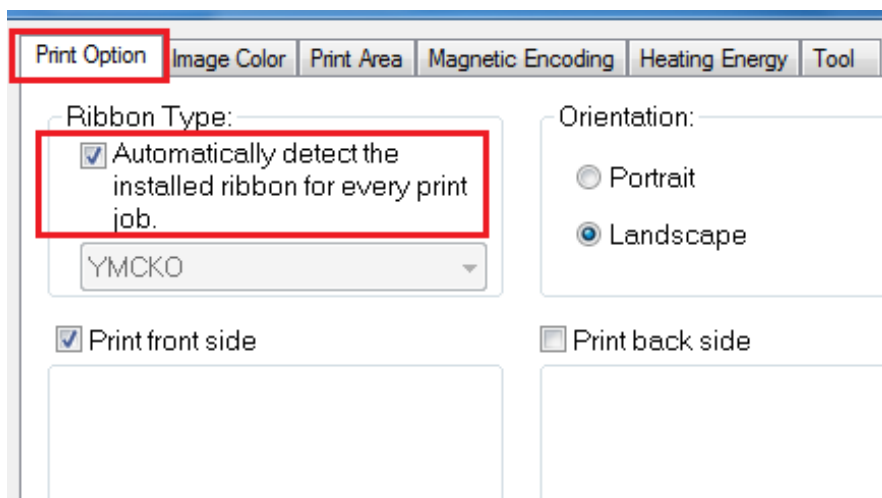 Print Option Image Color Print Area Magnetic Encoding Heating Energy Tool
Ribbon Type:
Automatically detect the
installed ribbon for every print
job.
YMCKO
Orientation:
Portrait
Landscape
Print front side
Print back side